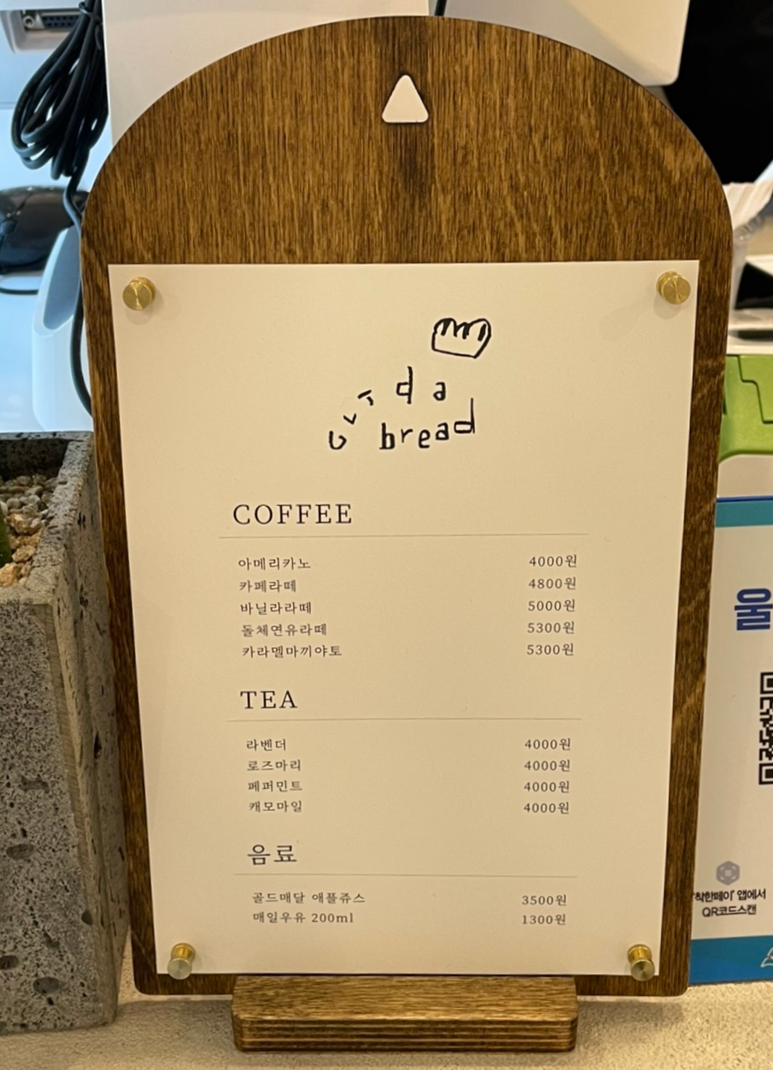 da
bread
COFFEE
아메리카노 4000원
카페라떼 4800원
바닐라라떼 5000원
돌체연유라떼 5300원
카라멜마끼야토 5300원
TEA
라벤더 4000원
로즈마리 4000원
페퍼민트 4000원
캐모마일 4000원
음료
골드매달 애플쥬스 3500원
매일우유 200ml 1300원
울
'착한페이' 앱에서
QR코드스캔